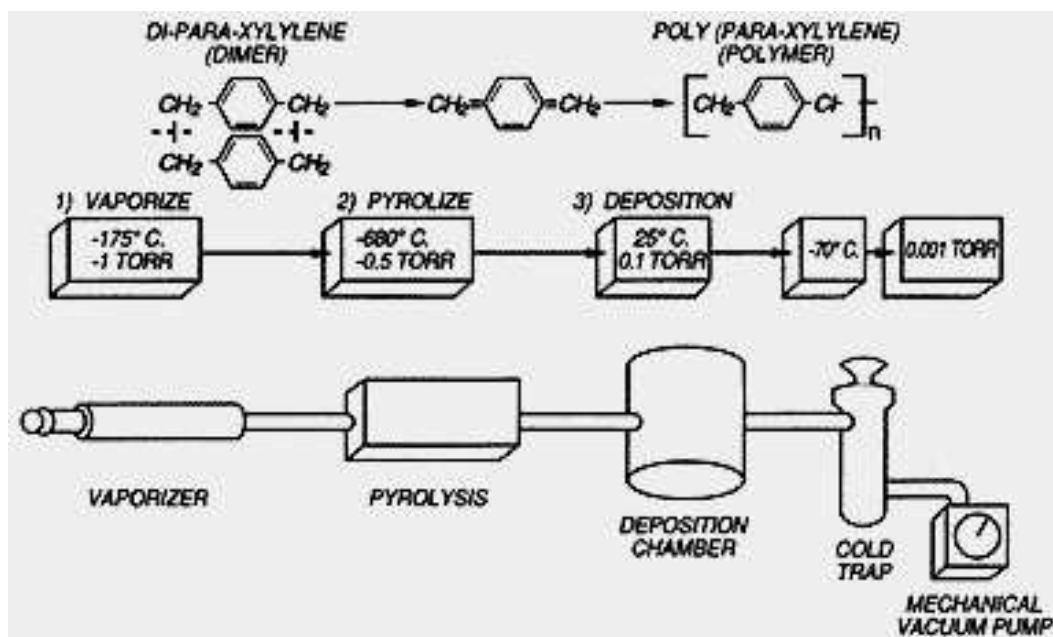 DI-PARA-XYLYLENE
(DIMER)
POLY (PARA-XYLYLENE)
(POLYMER)
CH2 CH2
CH2 CH2
CH2= =CH2
CH2 CH n
1) VAPORIZE
-175° C.
-1 TORR
2) PYROLIZE
-680° C.
-0.5 TORR
3) DEPOSITION
25° C.
0.1 TORR
-70° C.
0.001 TORR
VAPORIZER
PYROLYSIS
DEPOSITION
CHAMBER
COLD
TRAP
MECHANICAL
VACUUM PUMP